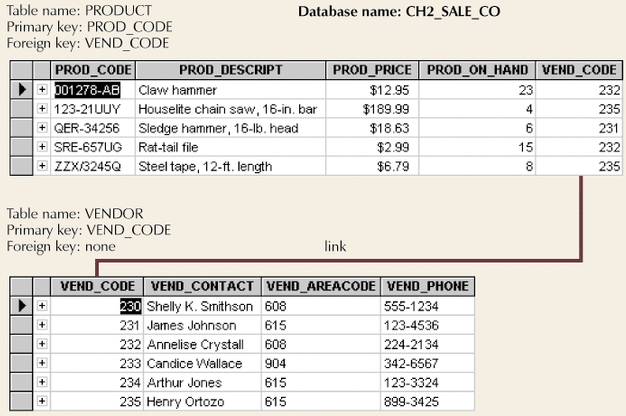 Table name: PRODUCT Database name: CH2_SALE_CO
Primary key: PROD_CODE
Foreign key: VEND_CODE
PROD_CODE PROD_DESCRIPT PROD_PRICE PROD_ON_HAND VEND_CODE
001278-AB Claw hammer $12.95 23 232
123-21UUY Houselite chain saw, 16-in. bar $189.99 4 235
QER-34256 Sledge hammer, 16-lb. head $18.63 6 231
SRE-657UG Rat-tail file $2.99 15 232
ZZX/3245Q Steel tape, 12-ft. length $6.79 8 235
Table name: VENDOR
Primary key: VEND_CODE
Foreign key: none link
VEND_CODE VEND_CONTACT VEND_AREACODE VEND_PHONE
230 Shelly K. Smithson 608 555-1234
231 James Johnson 615 123-4536
232 Annelise Crystall 608 224-2134
233 Candice Wallace 904 342-6567
234 Arthur Jones 615 123-3324
235 Henry Ortozo 615 899-3425